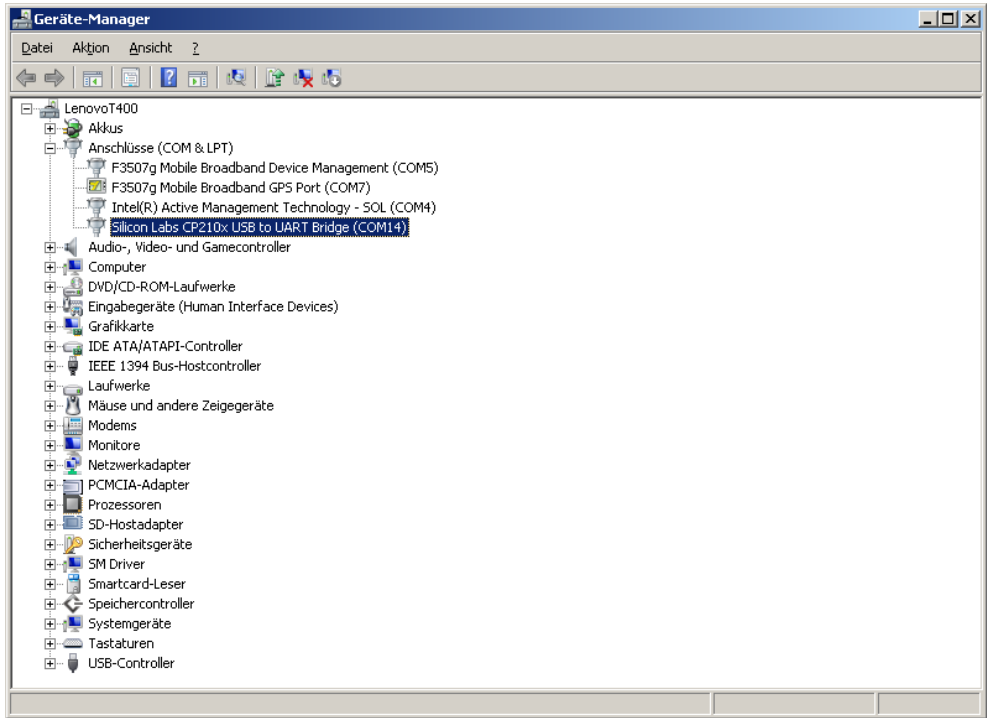 Geräte-Manager
Datei Aktion Ansicht ?
LenovoT400
Akkus
Anschlüsse (COM & LPT)
F3507g Mobile Broadband Device Management (COM5)
F3507g Mobile Broadband GPS Port (COM7)
Intel(R) Active Management Technology - SOL (COM4)
Silicon Labs CP210x USB to UART Bridge (COM14)
Audio-, Video- und Gamecontroller
Computer
DVD/CD-ROM-Laufwerke
Eingabegeräte (Human Interface Devices)
Grafikkarte
IDE ATA/ATAPI-Controller
IEEE 1394 Bus-Hostcontroller
Laufwerke
Mäuse und andere Zeigegeräte
Modems
Monitore
Netzwerkadapter
PCMCIA-Adapter
Prozessoren
SD-Hostadapter
Sicherheitsgeräte
SM Driver
Smartcard-Leser
Speichercontroller
Systemgeräte
Tastaturen
USB-Controller